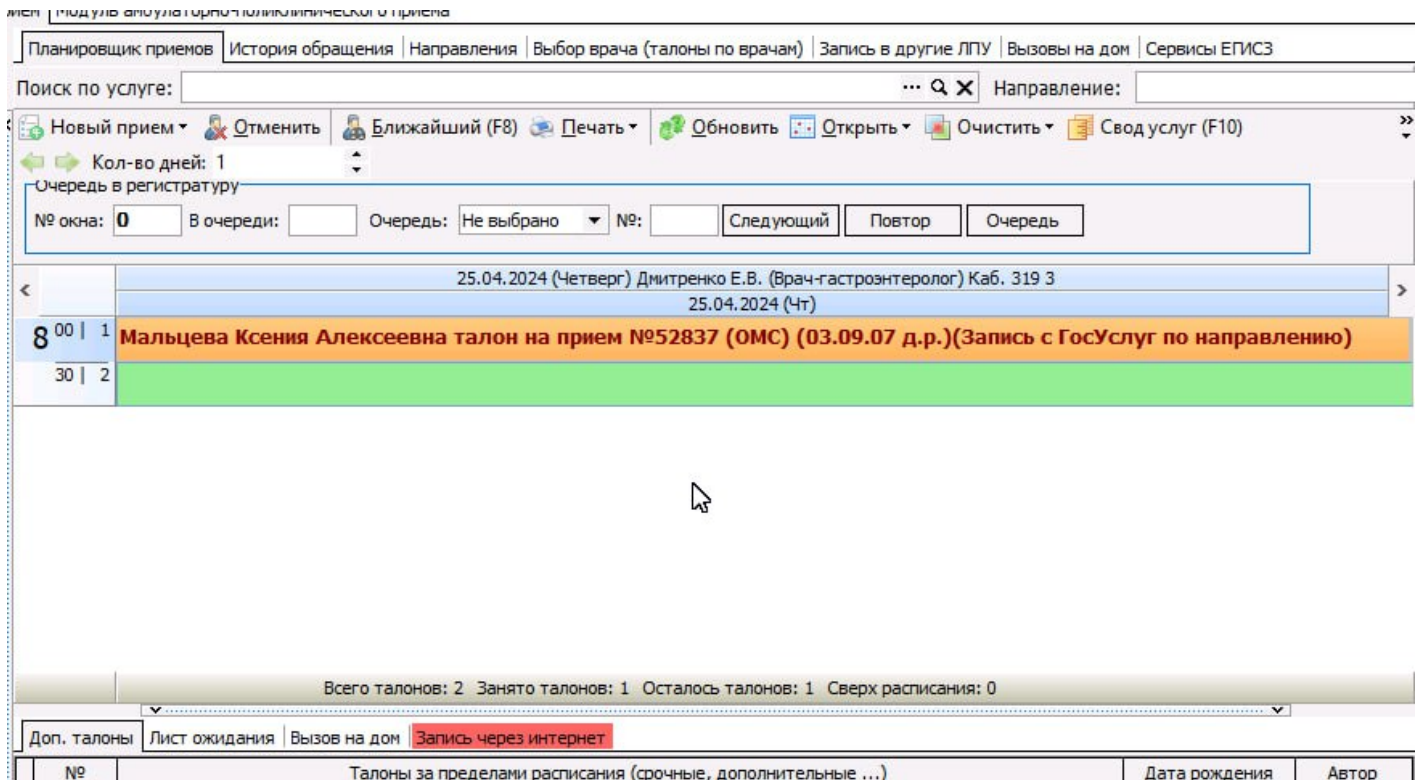 Модуль амбулаторно-поликлинического приема
Планировщик приемов История обращения Направления Выбор врача (талоны по врачам) Запись в другие ЛПУ Вызовы на дом Сервисы ЕГИСЗ
Поиск по услуге: ... Направление:
Новый прием Отменить Ближайший (F8) Печать Обновить Открыть Очистить Свод услуг (F10)
Кол-во дней: 1
Очередь в регистратуру
№ окна: 0 В очереди: Очередь: Не выбрано №: Следующий Повтор Очередь
25.04.2024 (Четверг) Дмитренко Е.В. (Врач-гастроэнтеролог) Каб. 319 3
25.04.2024 (Чт)
8 00 | 1 Мальцева Ксения Алексеевна талон на прием №52837 (ОМС) (03.09.07 д.р.)(Запись с ГосУслуг по направлению)
30 | 2
Всего талонов: 2 Занято талонов: 1 Осталось талонов: 1 Сверх расписания: 0
Доп. талоны Лист ожидания Вызов на дом Запись через интернет
№ Талоны за пределами расписания (срочные, дополнительные ...) Дата рождения Автор